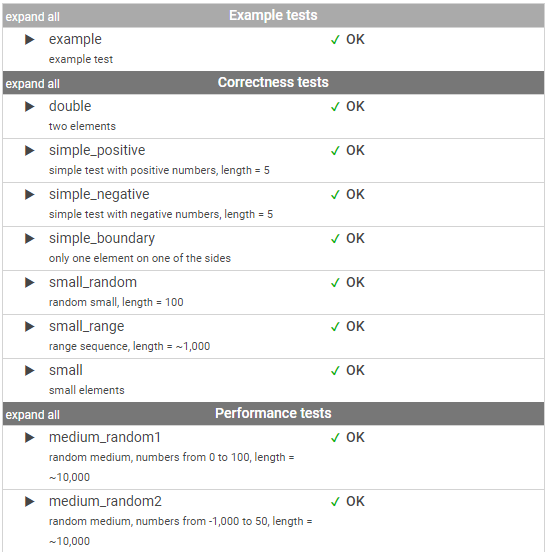 expand all Example tests
▶ example ✓ OK
example test
expand all Correctness tests
▶ double ✓ OK
two elements
▶ simple_positive ✓ OK
simple test with positive numbers, length = 5
▶ simple_negative ✓ OK
simple test with negative numbers, length = 5
▶ simple_boundary ✓ OK
only one element on one of the sides
▶ small_random ✓ OK
random small, length = 100
▶ small_range ✓ OK
range sequence, length = ~1,000
▶ small ✓ OK
small elements
expand all Performance tests
▶ medium_random1 ✓ OK
random medium, numbers from 0 to 100, length =
~10,000
▶ medium_random2 ✓ OK
random medium, numbers from -1,000 to 50, length =
~10,000